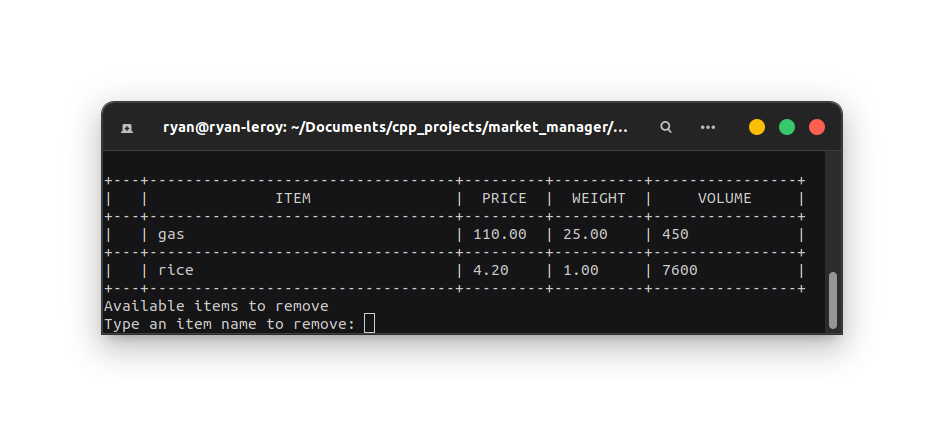 ryan@ryan-leroy: ~/Documents/cpp_projects/market_manager/...
+---+----------------------------------+---------+----------+----------------+
|   |              ITEM                |  PRICE  |  WEIGHT  |     VOLUME     |
+---+----------------------------------+---------+----------+----------------+
|   | gas                              | 110.00  | 25.00    | 450            |
+---+----------------------------------+---------+----------+----------------+
|   | rice                             | 4.20    | 1.00     | 7600           |
+---+----------------------------------+---------+----------+----------------+
Available items to remove
Type an item name to remove: